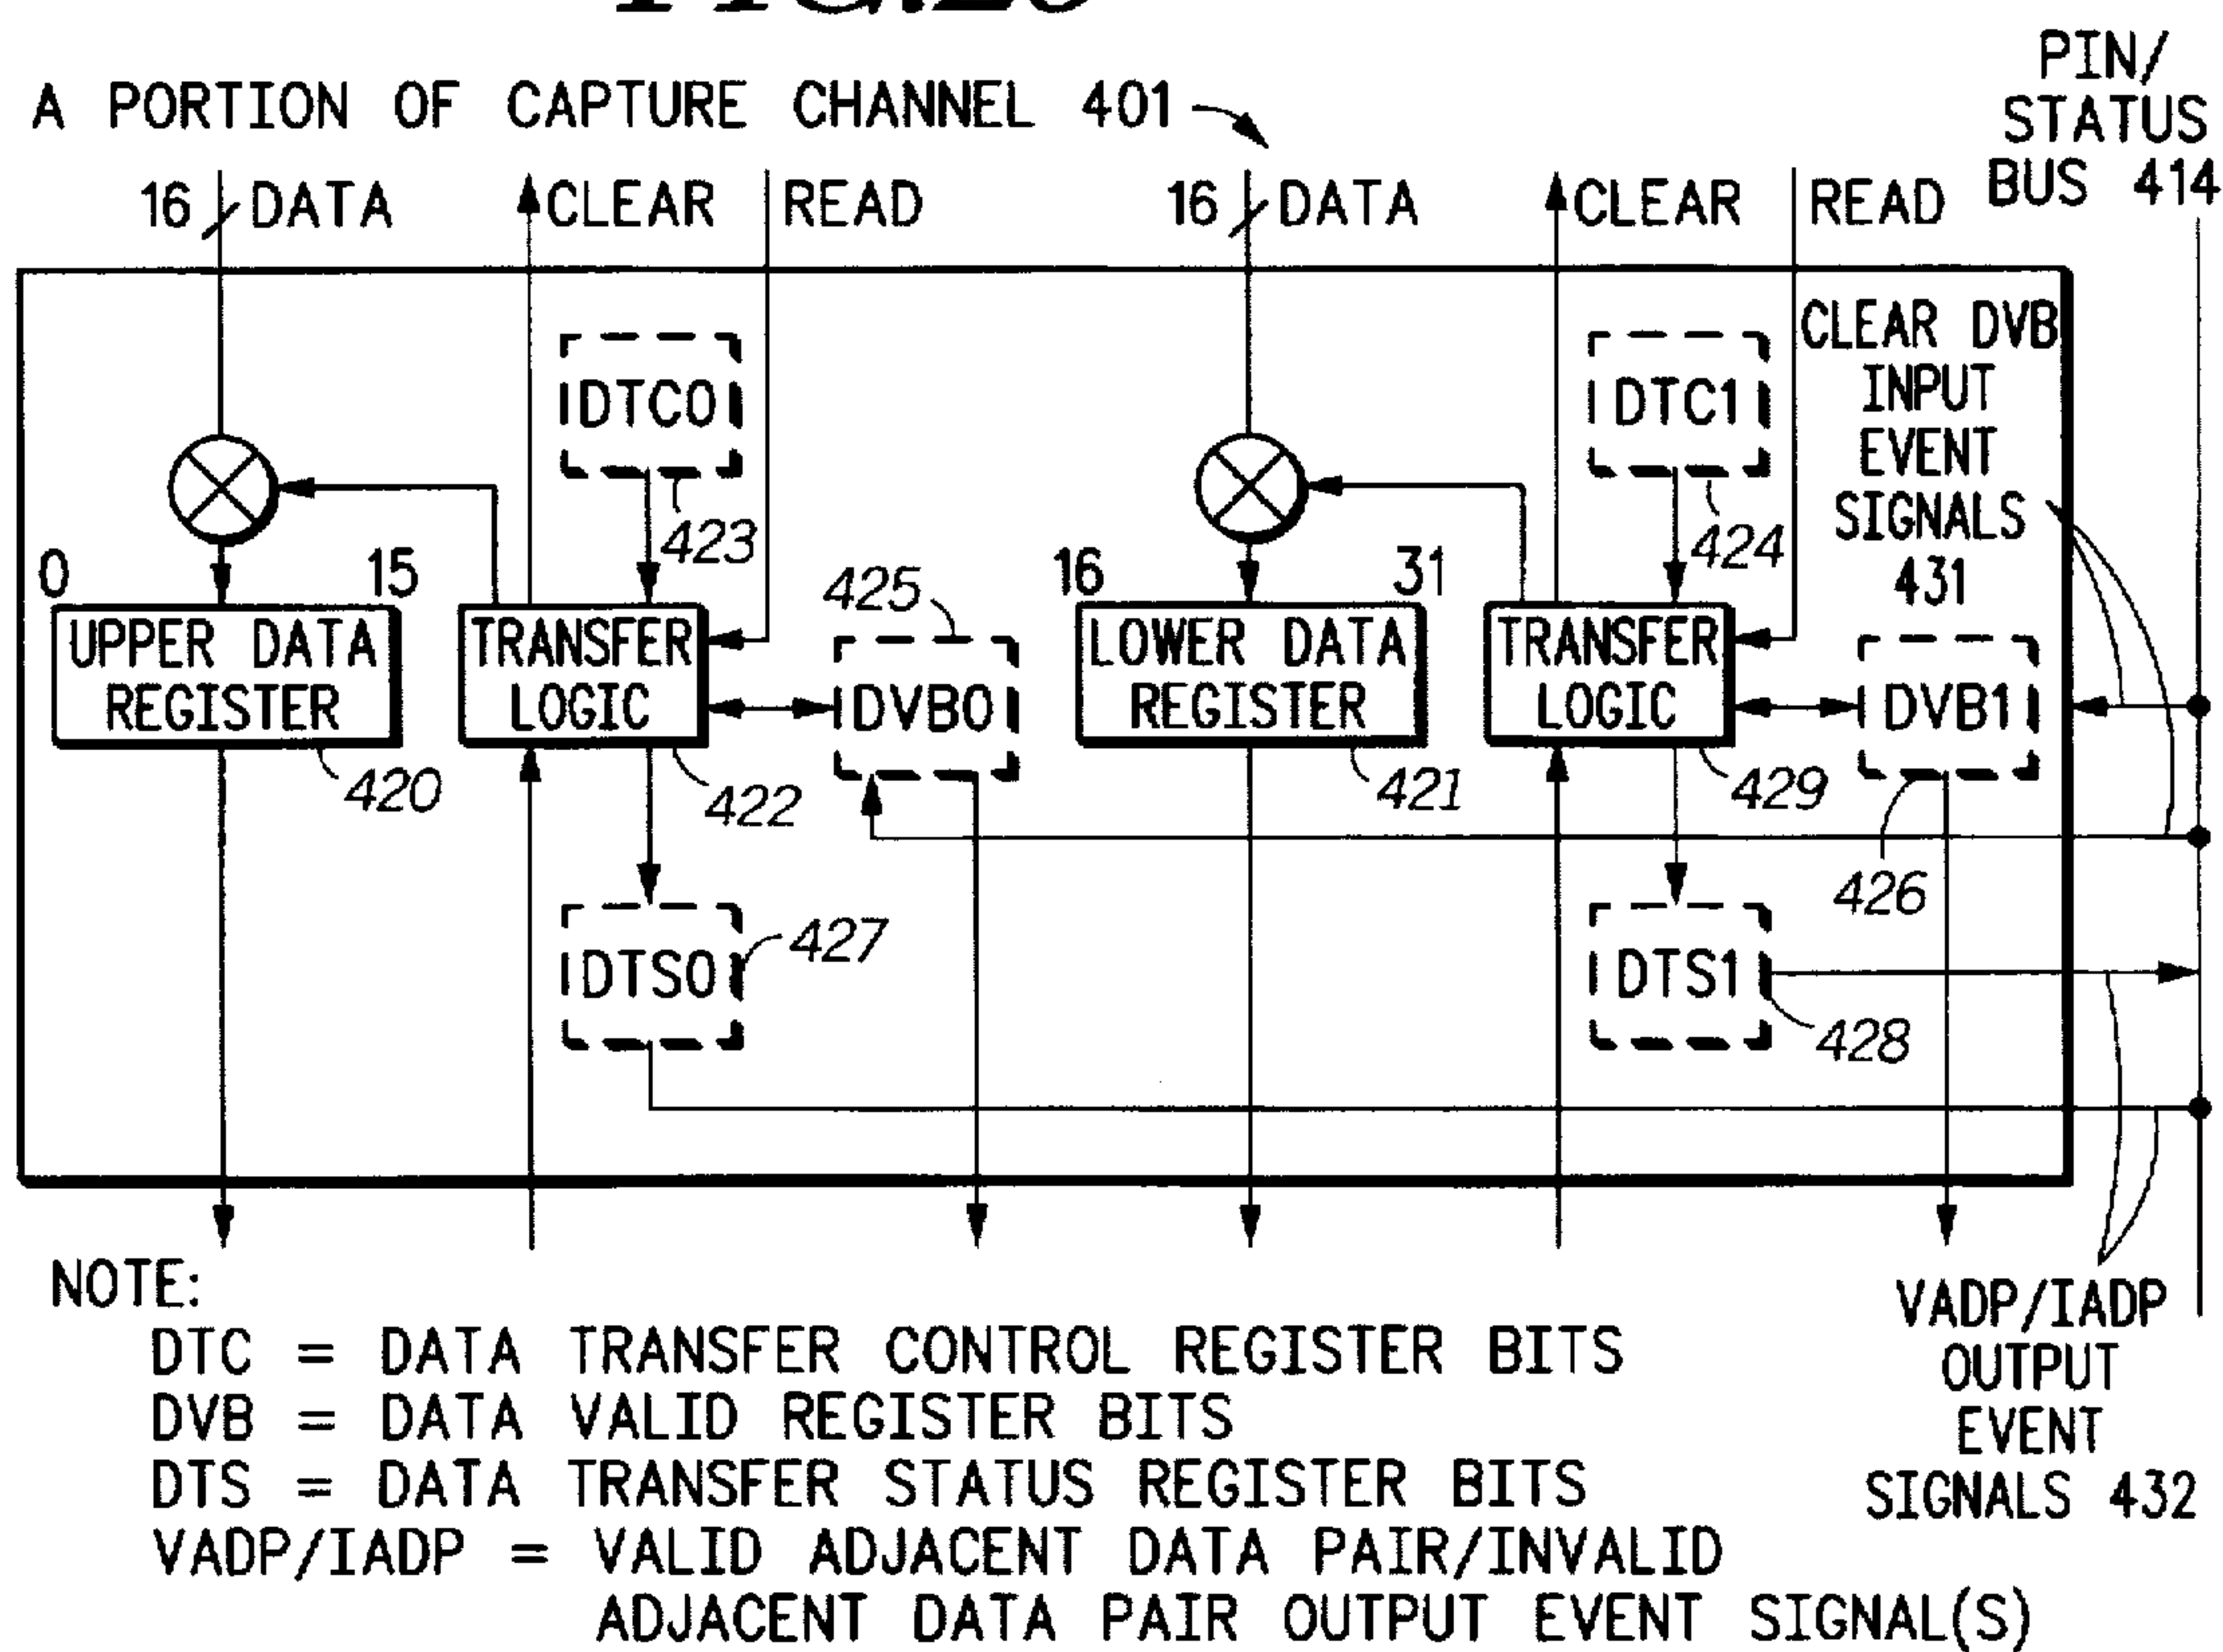 A PORTION OF CAPTURE CHANNEL 401
PIN/
STATUS
BUS 414
16 DATA
CLEAR
READ
16 DATA
CLEAR
READ
DTC0
423
DTC1
424
CLEAR DVB
INPUT
EVENT
SIGNALS
431
0
15
UPPER DATA
REGISTER
420
TRANSFER
LOGIC
422
425
DVB0
16
31
LOWER DATA
REGISTER
421
TRANSFER
LOGIC
429
DVB1
426
DTS0
427
DTS1
428
VADP/IADP
OUTPUT
EVENT
SIGNALS 432
NOTE:
DTC = DATA TRANSFER CONTROL REGISTER BITS
DVB = DATA VALID REGISTER BITS
DTS = DATA TRANSFER STATUS REGISTER BITS
VADP/IADP = VALID ADJACENT DATA PAIR/INVALID
ADJACENT DATA PAIR OUTPUT EVENT SIGNAL(S)